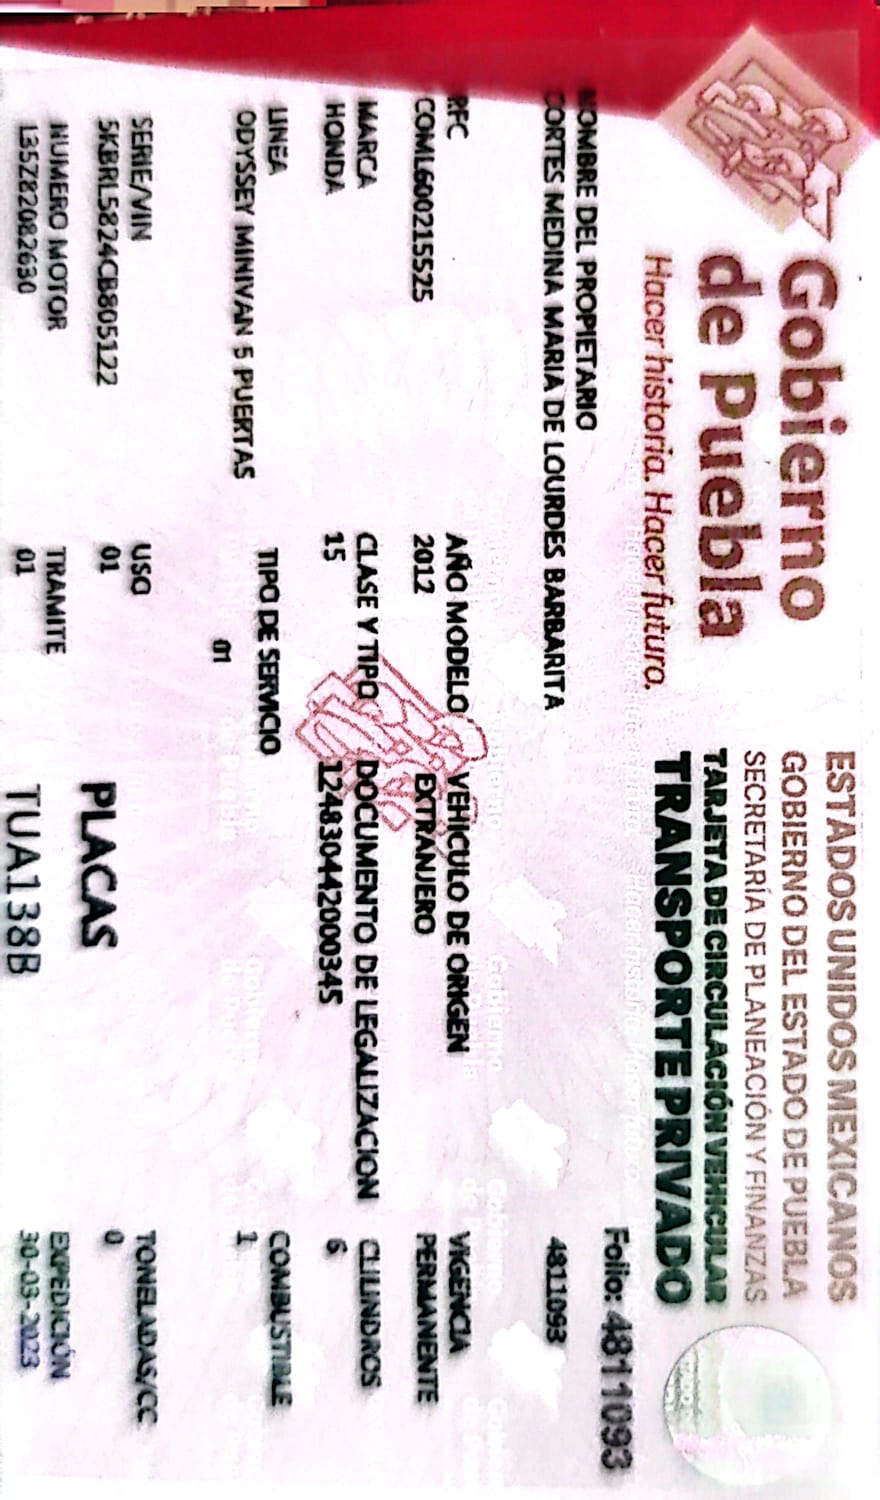 Gobierno
de Puebla
Hacer historia. Hacer futuro.
ESTADOS UNIDOS MEXICANOS
GOBIERNO DEL ESTADO DE PUEBLA
SECRETARÍA DE PLANEACIÓN Y FINANZAS
TARJETA DE CIRCULACIÓN VEHICULAR
TRANSPORTE PRIVADO
Folio: 4811093
NOMBRE DEL PROPIETARIO
CORTES MEDINA MARIA DE LOURDES BARBARITA
4811093
RFC
COML600215525
AÑO MODELO
2012
VEHICULO DE ORIGEN
EXTRANJERO
VIGENCIA
PERMANENTE
MARCA
HONDA
CLASE Y TIPO
15
DOCUMENTO DE LEGALIZACION
124830442000345
CILINDROS
6
LINEA
ODYSSEY MINIVAN 5 PUERTAS
TIPO DE SERVICIO
01
COMBUSTIBLE
1
SERIE/VIN
5KBRL5824CB805122
USO
01
PLACAS
TUA138B
TONELADAS/CC
0
NUMERO MOTOR
L35Z82082630
TRAMITE
01
EXPEDICIÓN
30-03-2023